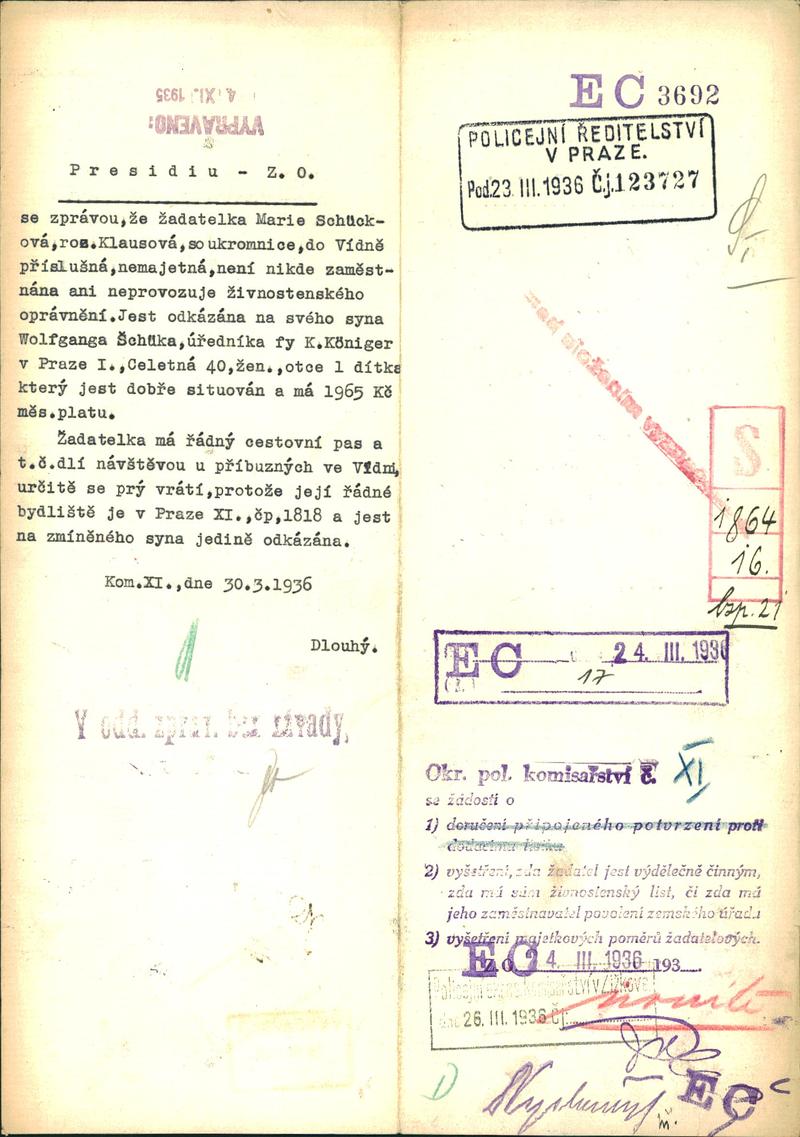 4. XI. 1935
VYPRAVENO:
Presidiu - Z. O.
se zprávou,že žadatelka Marie Schück-
ová,roz.Klausová,soukromnice,do Vídně
příslušná,nemajetná,není nikde zaměst-
nána ani neprovozuje živnostenského
oprávnění.Jest odkázána na svého syna
Wolfganga Šchüka,úředníka fy K.Königer
v Praze I.,Celetná 40,žen.,otce 1 dítka
který jest dobře situován a má 1965 Kč
měs.platu.
Žadatelka má řádný cestovní pas a
t.č.dlí návštěvou u příbuzných ve Vídni,
určitě se prý vrátí,protože její řádné
bydliště je v Praze XI.,čp,1818 a jest
na zmíněného syna jedině odkázána.
Kom.XI.,dne 30.3.1936
Dlouhý.
V odd. zprav. bez závady,
EC 3692
POLICEJNÍ ŘEDITELSTVÍ
V PRAZE.
Pod.23 III.1936 Č.j.123727
S
1864
16.
bzp. 21
EC 24. III. 1936
17
Okr. pol. komisařství č. XI
se žádostí o
1) doručení připojeného potvrzení proti
dodacímu lístku
2) vyšetření, zda žadatel jest výdělečně činným,
zda má sám živnostenský list, či zda má
jeho zaměstnavatel povolení zemského úřadu
3) vyšetření majetkových poměrů žadatelových.
EC
Z.O. 24. III. 1936 193
dne 26. III. 1936 Čj.
EC